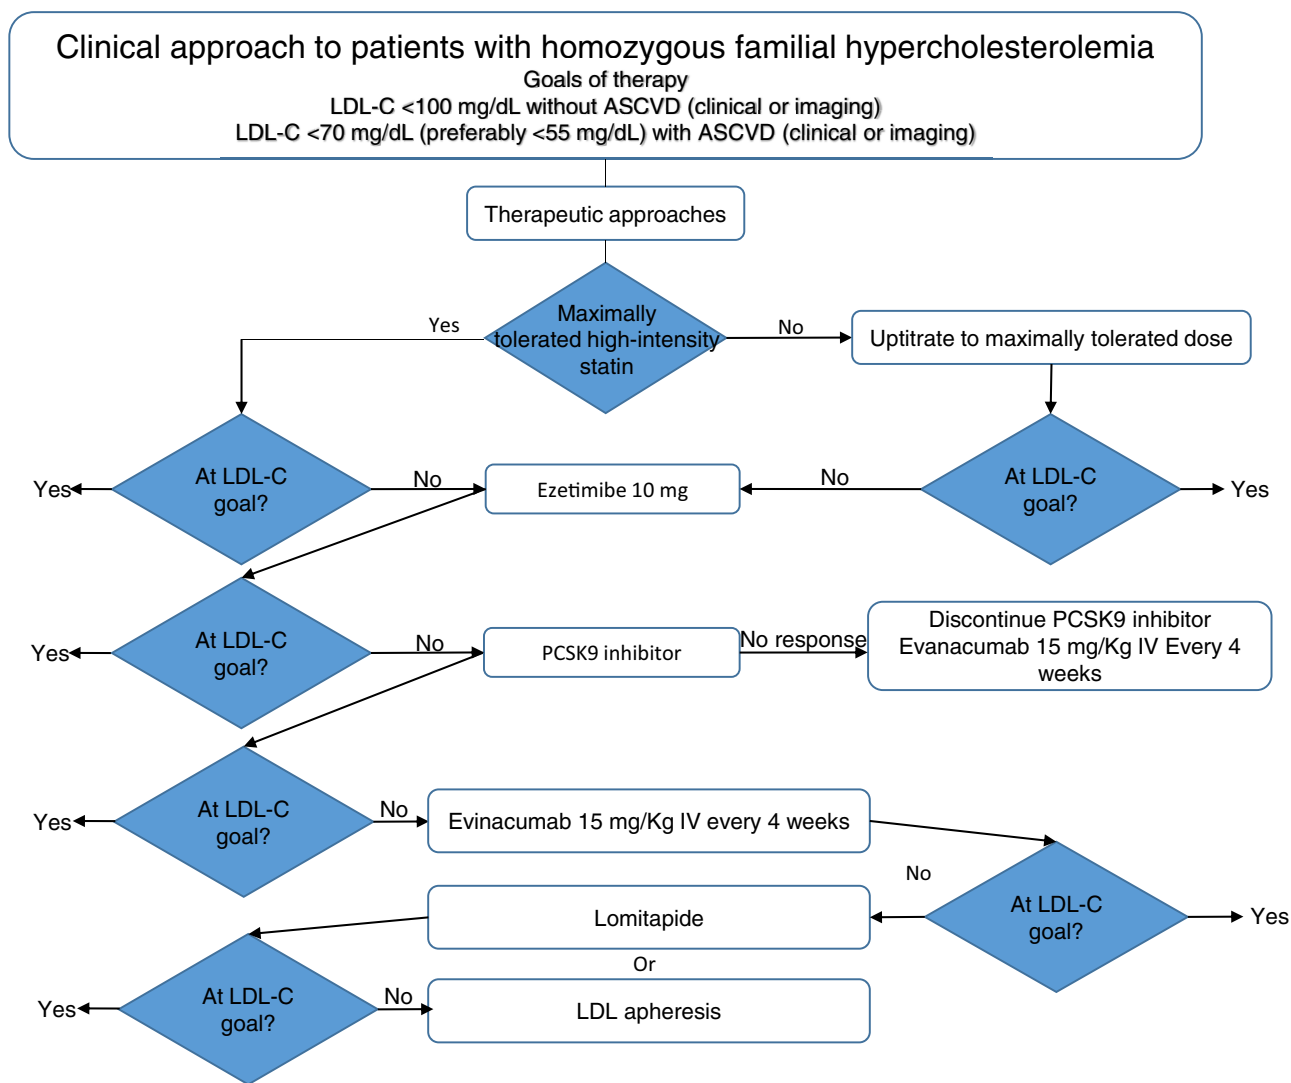 Clinical approach to patients with homozygous familial hypercholesterolemia
Goals of therapy
LDL-C <100 mg/dL without ASCVD (clinical or imaging)
LDL-C <70 mg/dL (preferably <55 mg/dL) with ASCVD (clinical or imaging)
Therapeutic approaches
Maximally
tolerated high-intensity
statin
Yes
No
Uptitrate to maximally tolerated dose
Yes
At LDL-C
goal?
No
Ezetimibe 10 mg
No
At LDL-C
goal?
Yes
Yes
At LDL-C
goal?
No
PCSK9 inhibitor
No response
Discontinue PCSK9 inhibitor
Evanacumab 15 mg/Kg IV Every 4
weeks
Yes
At LDL-C
goal?
No
Evinacumab 15 mg/Kg IV every 4 weeks
No
At LDL-C
goal?
Yes
Lomitapide
Or
Yes
At LDL-C
goal?
No
LDL apheresis